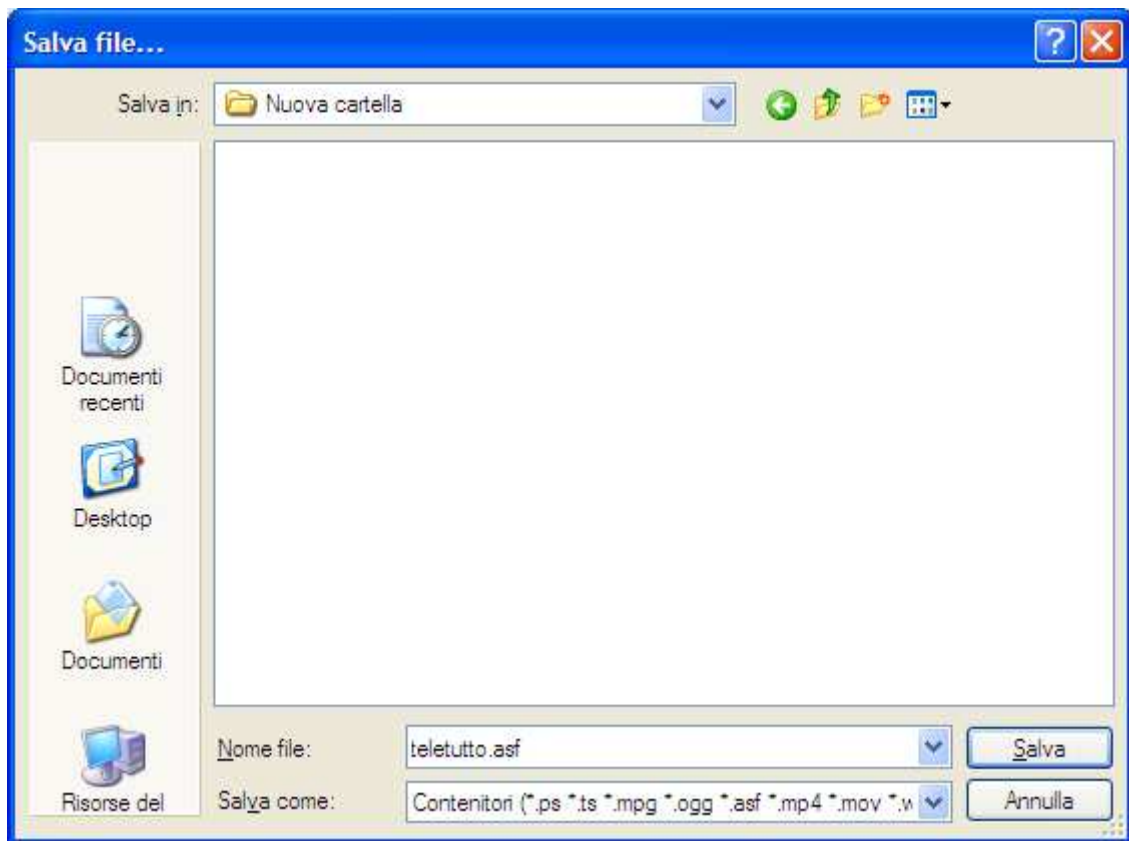 Salva file...
Salva in:
Nuova cartella
Documenti
recenti
Desktop
Documenti
Risorse del
Nome file:
teletutto.asf
Salva
Salva come:
Contenitori (*.ps *.ts *.mpg *.ogg *.asf *.mp4 *.mov *.w
Annulla